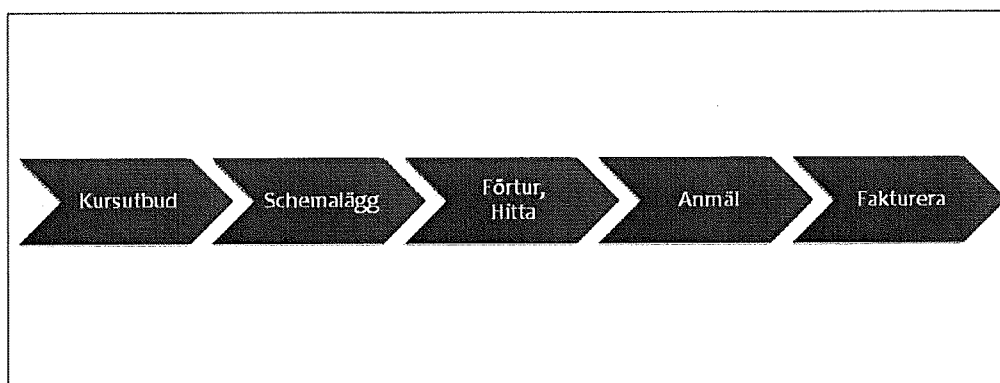 Kursutbud
Schemalägg
Förtur,
Hitta
Anmäl
Fakturera